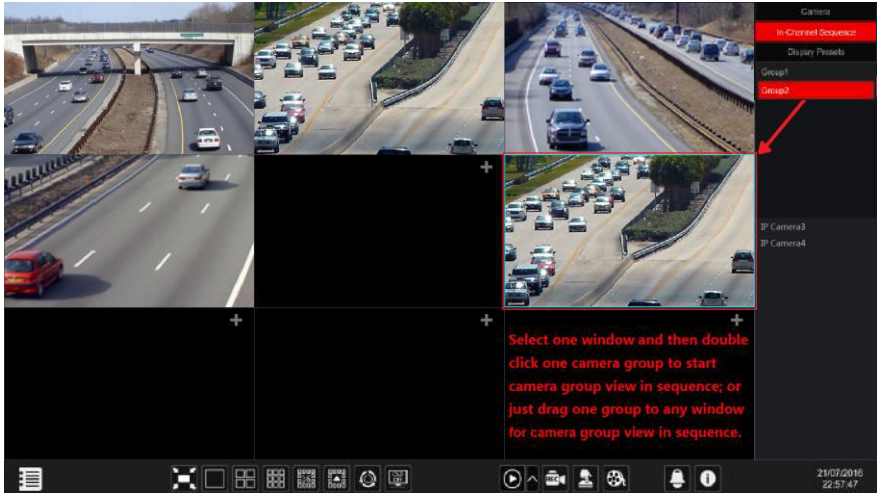 Camera
In-Channel Sequence
Display Presets
Group1
Group2
IP Camera3
IP Camera4
Select one window and then double
click one camera group to start
camera group view in sequence; or
just drag one group to any window
for camera group view in sequence.
REC
21/07/2016
22:57:47